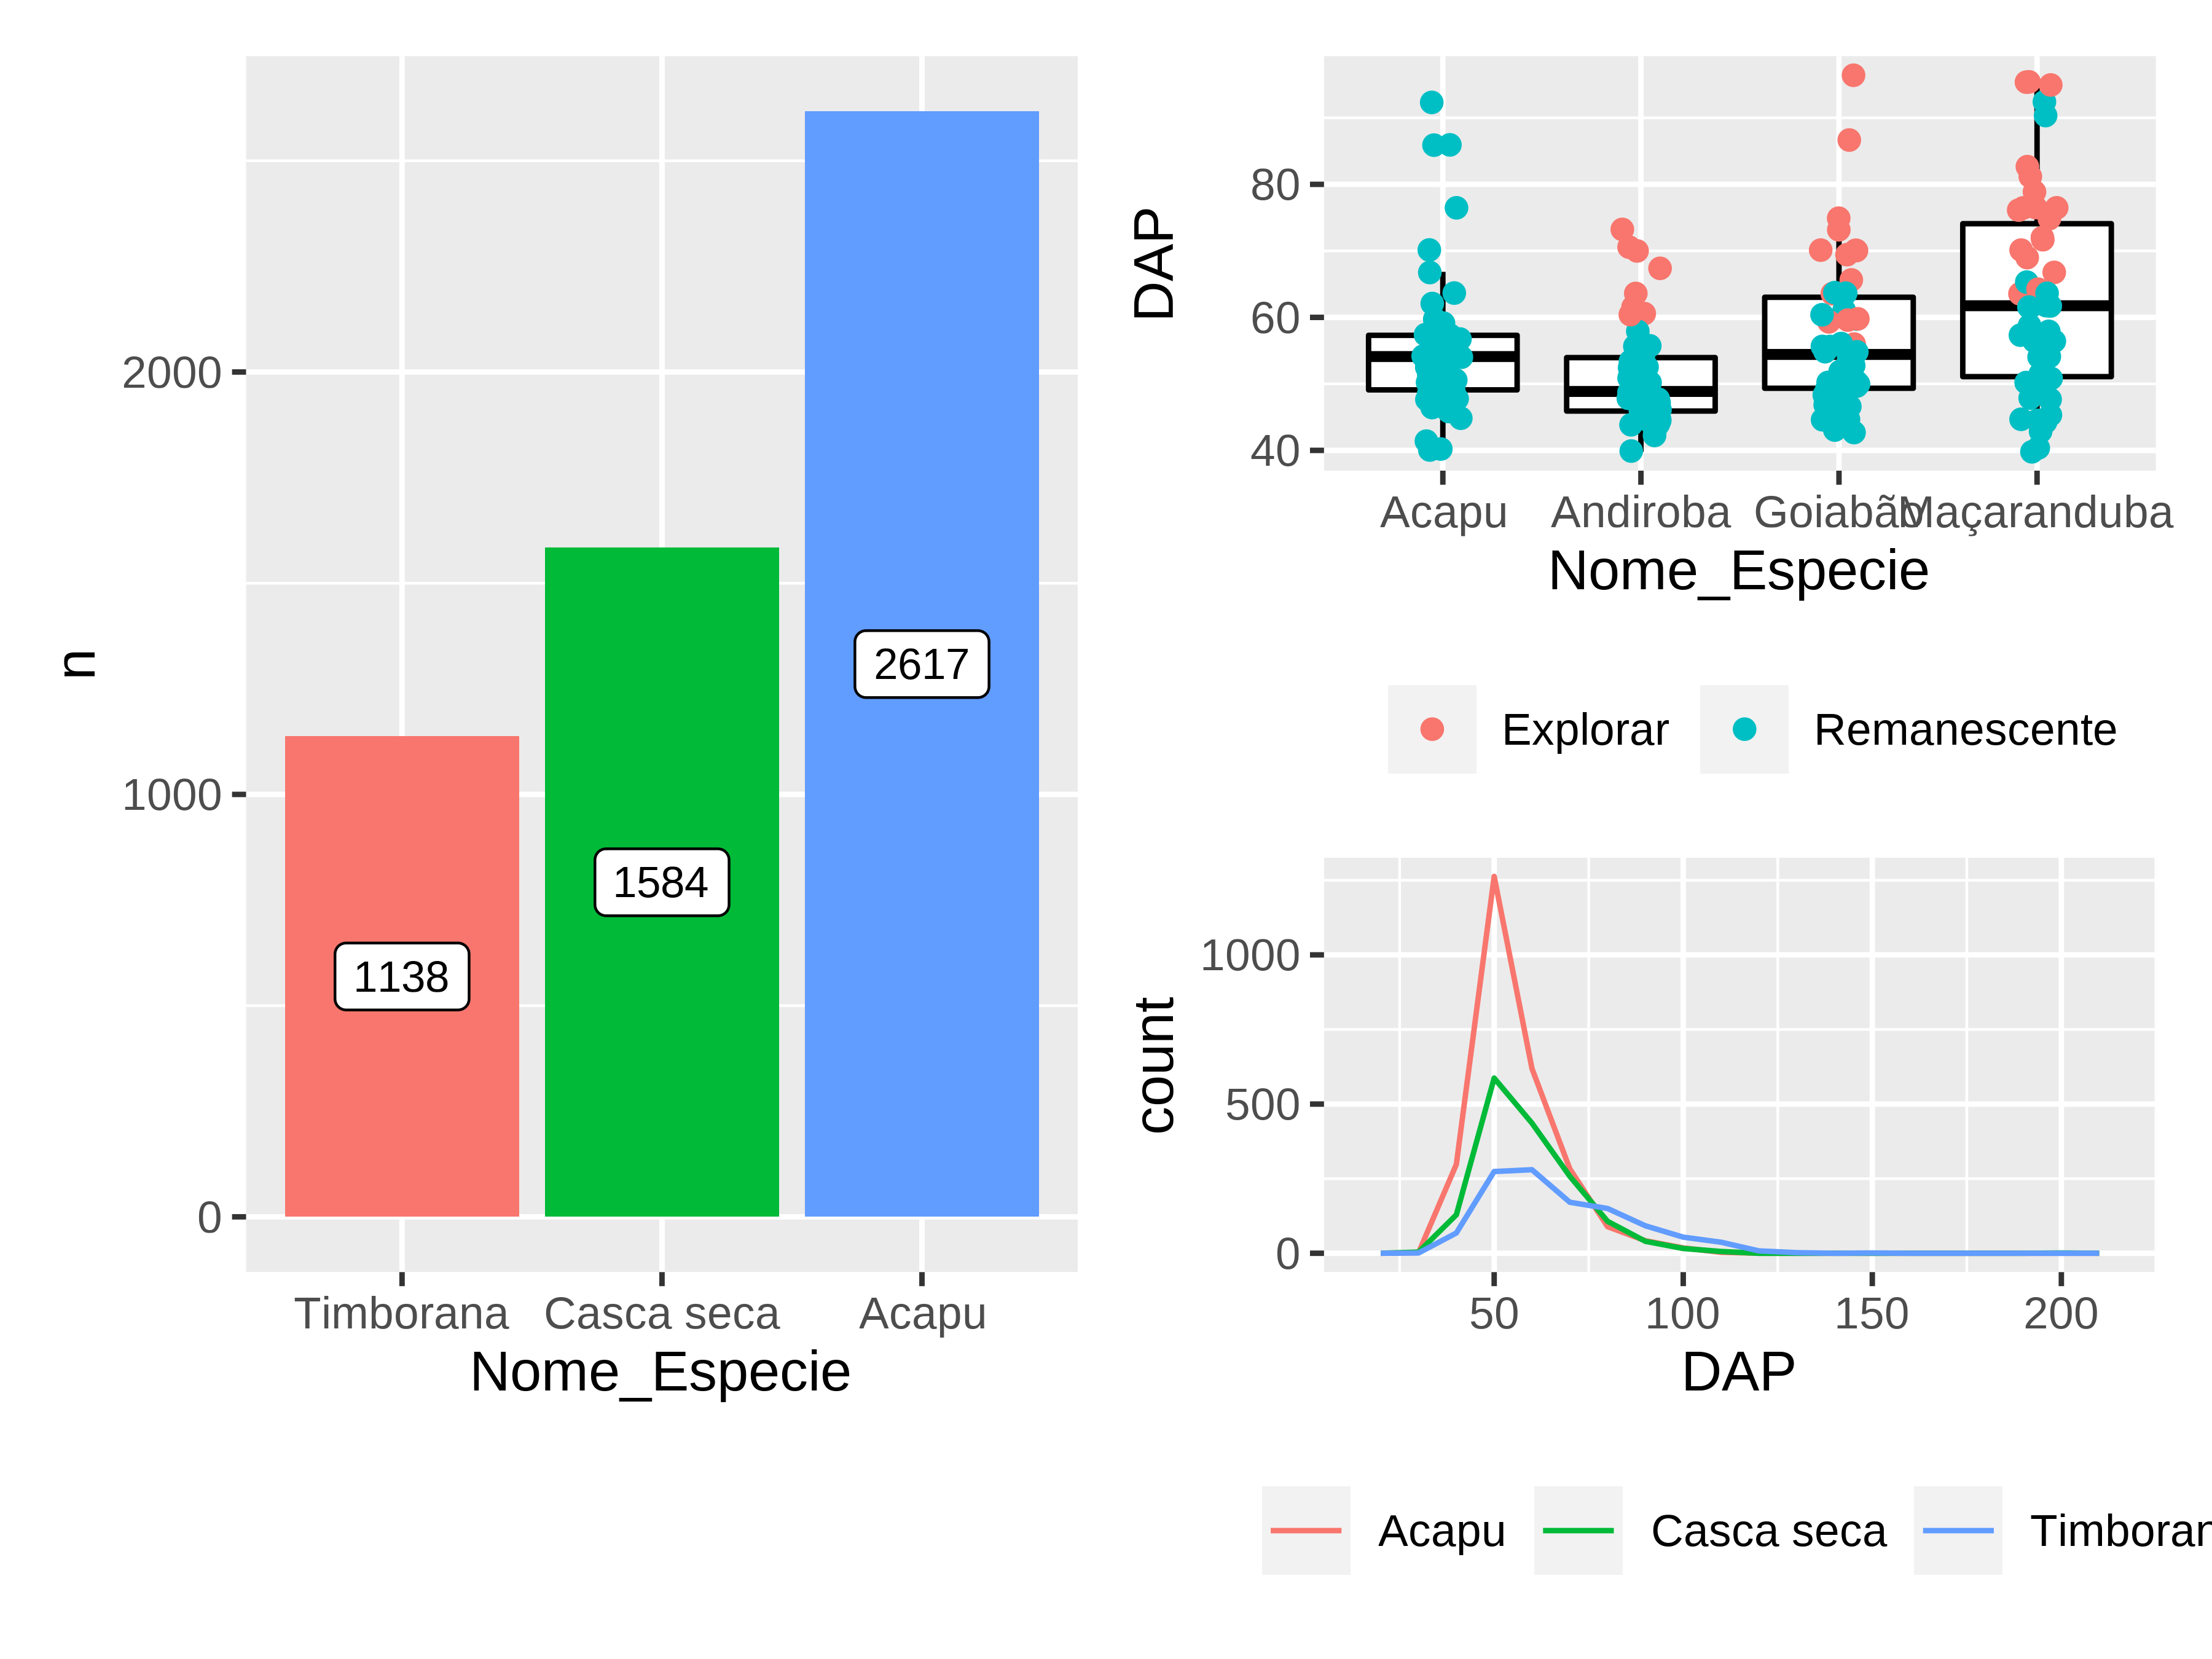 n
2000
1000
0
2617
1584
1138
Timborana Casca seca Acapu
Nome_Especie
DAP
80
60
40
Acapu Andiroba Goiabão Maçaranduba
Nome_Especie
Explorar Remanescente
count
1000
500
0
50 100 150 200
DAP
Acapu Casca seca Timboran